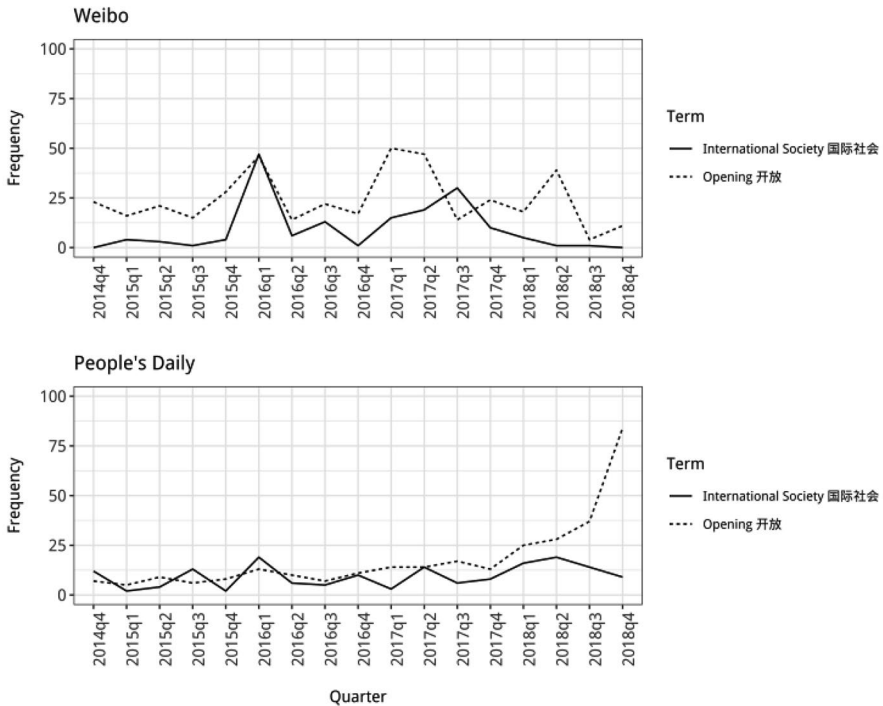 Weibo
Frequency
100
75
50
25
0
2014q4 2015q1 2015q2 2015q3 2015q4 2016q1 2016q2 2016q3 2016q4 2017q1 2017q2 2017q3 2017q4 2018q1 2018q2 2018q3 2018q4
Term
International Society 国际社会
Opening 开放
People's Daily
Frequency
100
75
50
25
0
2014q4 2015q1 2015q2 2015q3 2015q4 2016q1 2016q2 2016q3 2016q4 2017q1 2017q2 2017q3 2017q4 2018q1 2018q2 2018q3 2018q4
Quarter
Term
International Society 国际社会
Opening 开放